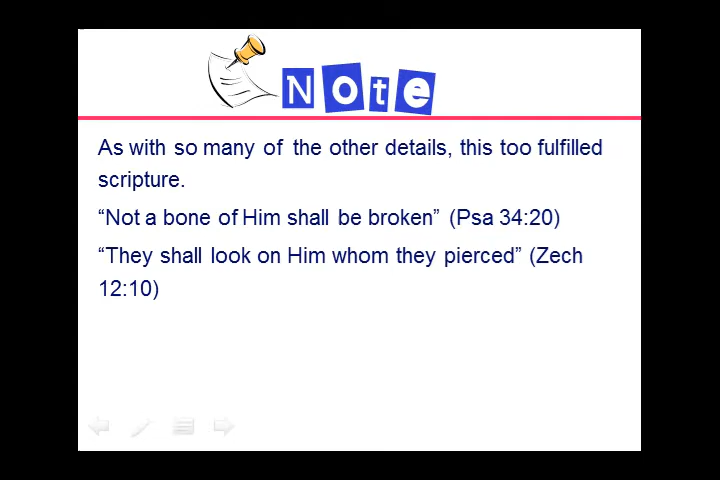 Note
As with so many of the other details, this too fulfilled
scripture.
“Not a bone of Him shall be broken” (Psa 34:20)
“They shall look on Him whom they pierced” (Zech
12:10)